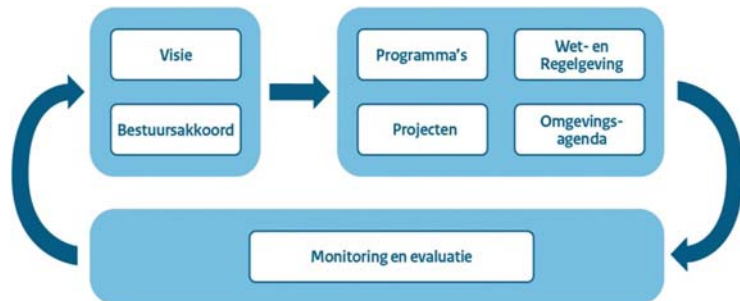 Visie
Bestuursakkoord
Programma's
Wet- en
Regelgeving
Projecten
Omgevings-
agenda
Monitoring en evaluatie